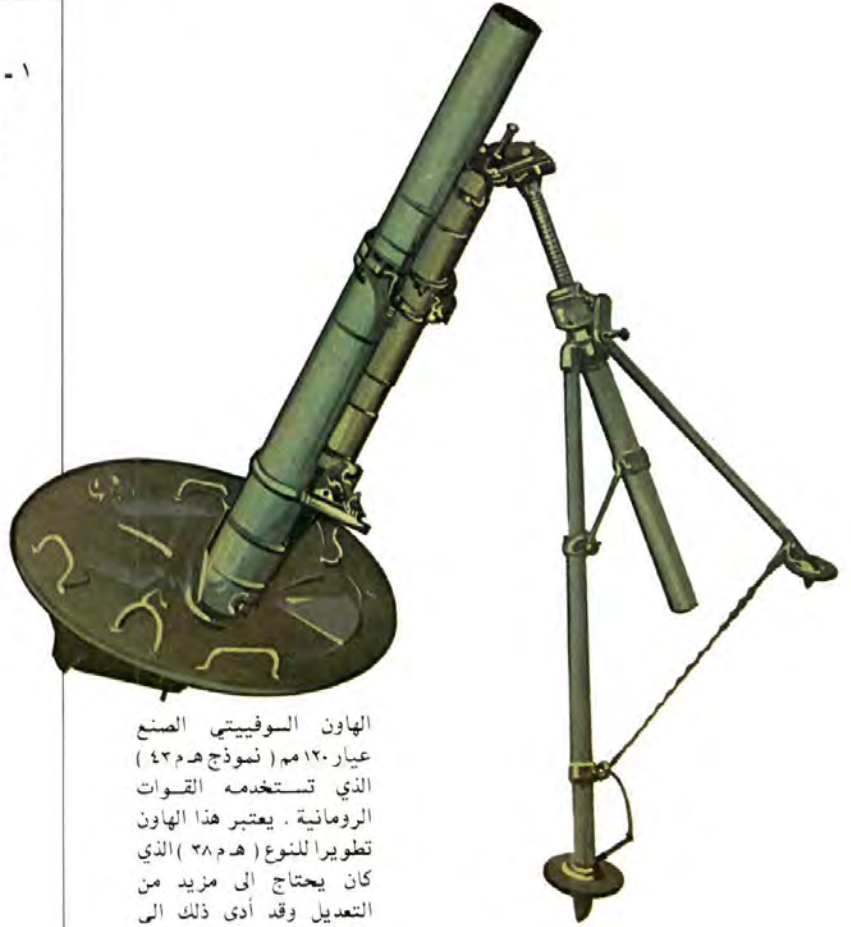 ١ -
الهاون السوفييتي الصنع
عيار ١٢٠ مم ( نموذج هـ م ٤٣ )
الذي تستخدمه القوات
الرومانية . يعتبر هذا الهاون
تطويرا للنوع ( هـ م ٣٨ ) الذي
كان يحتاج الى مزيد من
التعديل وقد أدى ذلك الى